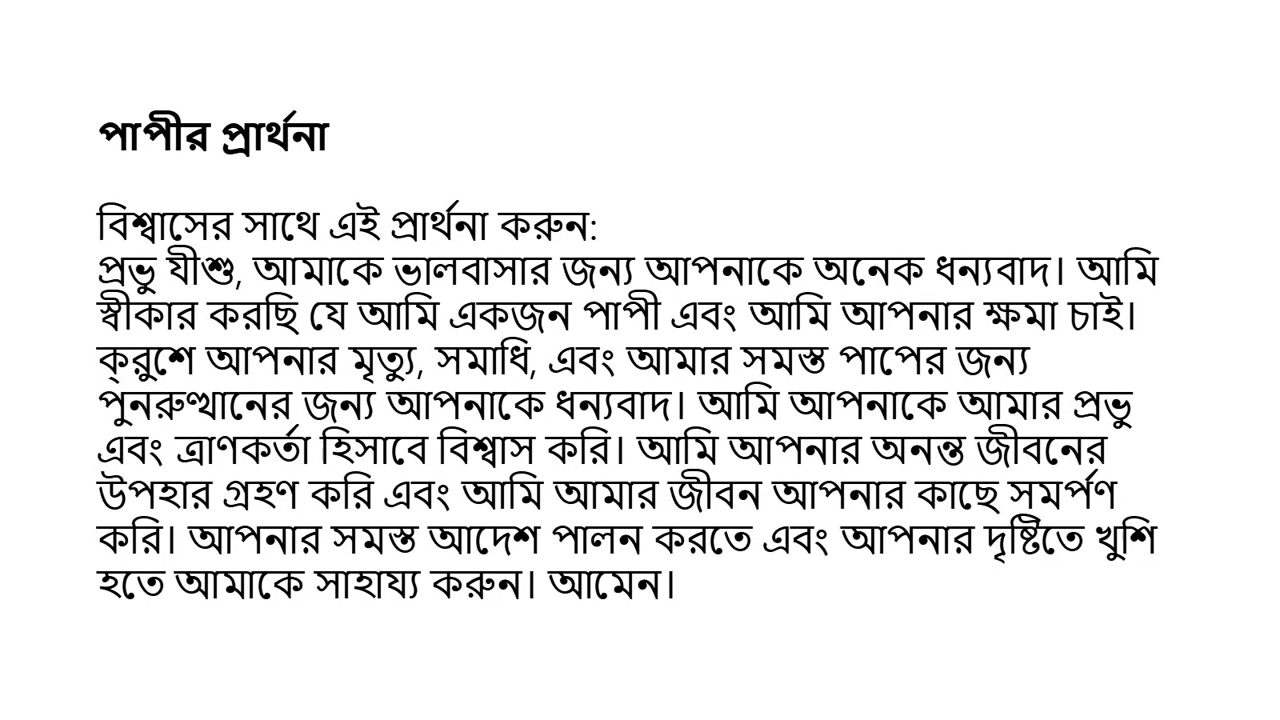 পাপীর প্রার্থনা
বিশ্বাসের সাথে এই প্রার্থনা করুন:
প্রভু যীশু, আমাকে ভালবাসার জন্য আপনাকে অনেক ধন্যবাদ। আমি
স্বীকার করছি যে আমি একজন পাপী এবং আমি আপনার ক্ষমা চাই।
ক্রুশে আপনার মৃত্যু, সমাধি, এবং আমার সমস্ত পাপের জন্য
পুনরুত্থানের জন্য আপনাকে ধন্যবাদ। আমি আপনাকে আমার প্রভু
এবং ত্রাণকর্তা হিসাবে বিশ্বাস করি। আমি আপনার অনন্ত জীবনের
উপহার গ্রহণ করি এবং আমি আমার জীবন আপনার কাছে সমর্পণ
করি। আপনার সমস্ত আদেশ পালন করতে এবং আপনার দৃষ্টিতে খুশি
হতে আমাকে সাহায্য করুন। আমেন।